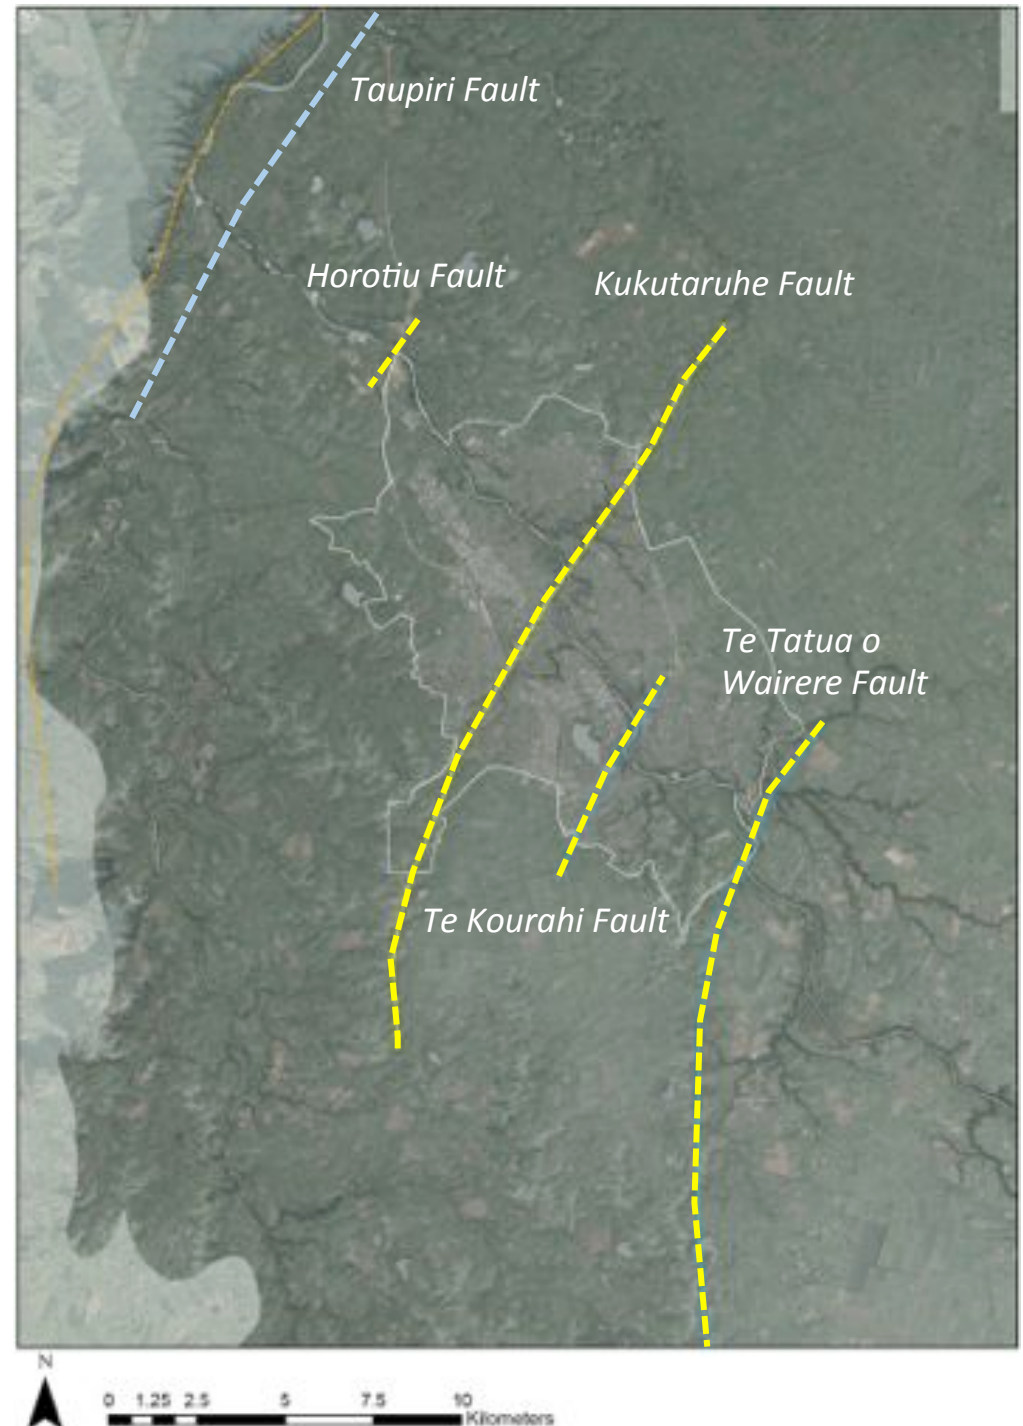 Taupiri Fault
Horotiu Fault
Kukutaruhe Fault
Te Tatua o
Wairere Fault
Te Kourahi Fault
N
0 1.25 2.5 5 7.5 10
Kilometers